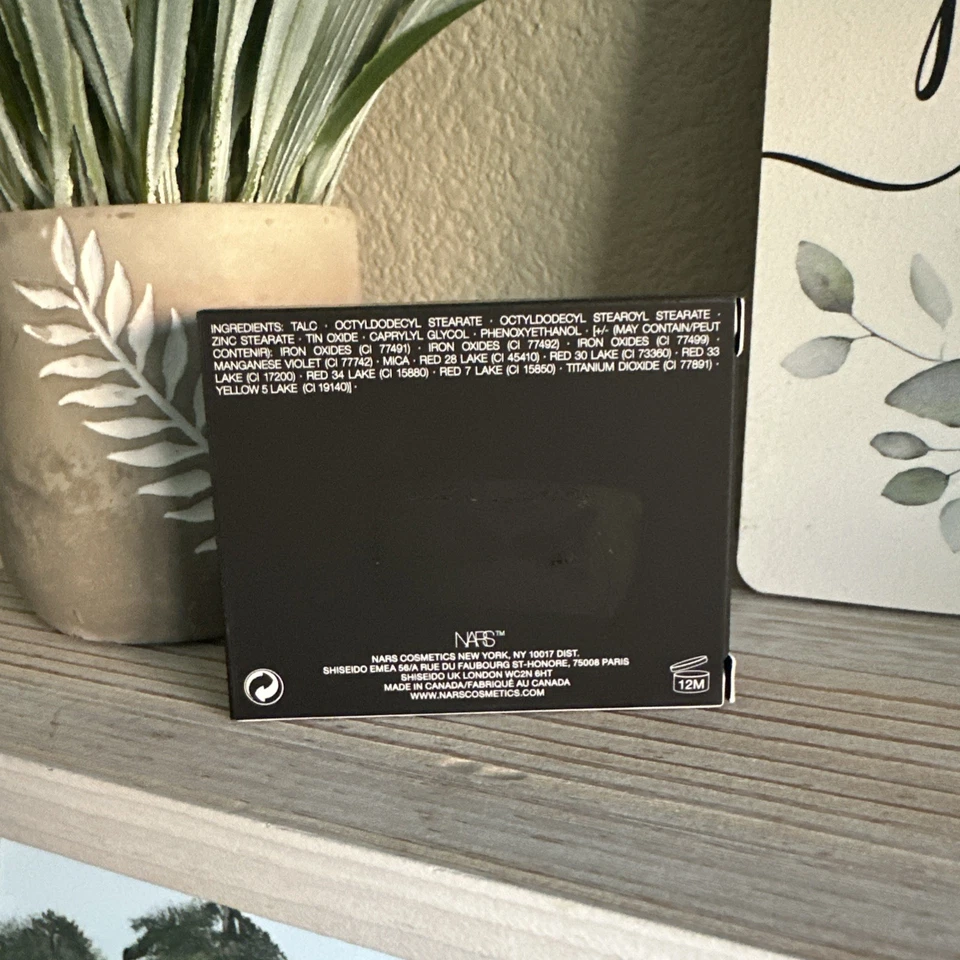 INGREDIENTS: TALC · OCTYLDODECYL STEARATE · OCTYLDODECYL STEAROYL STEARATE ·
ZINC STEARATE · TIN OXIDE · CAPRYLYL GLYCOL · PHENOXYETHANOL · [+/- (MAY CONTAIN/PEUT
CONTENIR): IRON OXIDES (CI 77491) · IRON OXIDES (CI 77492) · IRON OXIDES (CI 77499) ·
MANGANESE VIOLET (CI 77742) · MICA · RED 28 LAKE (CI 45410) · RED 30 LAKE (CI 73360) · RED 33
LAKE (CI 17200) · RED 34 LAKE (CI 15880) · RED 7 LAKE (CI 15850) · TITANIUM DIOXIDE (CI 77891) ·
YELLOW 5 LAKE (CI 19140)] ·
NARS™
NARS COSMETICS NEW YORK, NY 10017 DIST.
SHISEIDO EMEA 56/A RUE DU FAUBOURG ST-HONORE, 75008 PARIS
SHISEIDO UK LONDON WC2N 6HT
MADE IN CANADA/FABRIQUÉ AU CANADA
WWW.NARSCOSMETICS.COM
12M